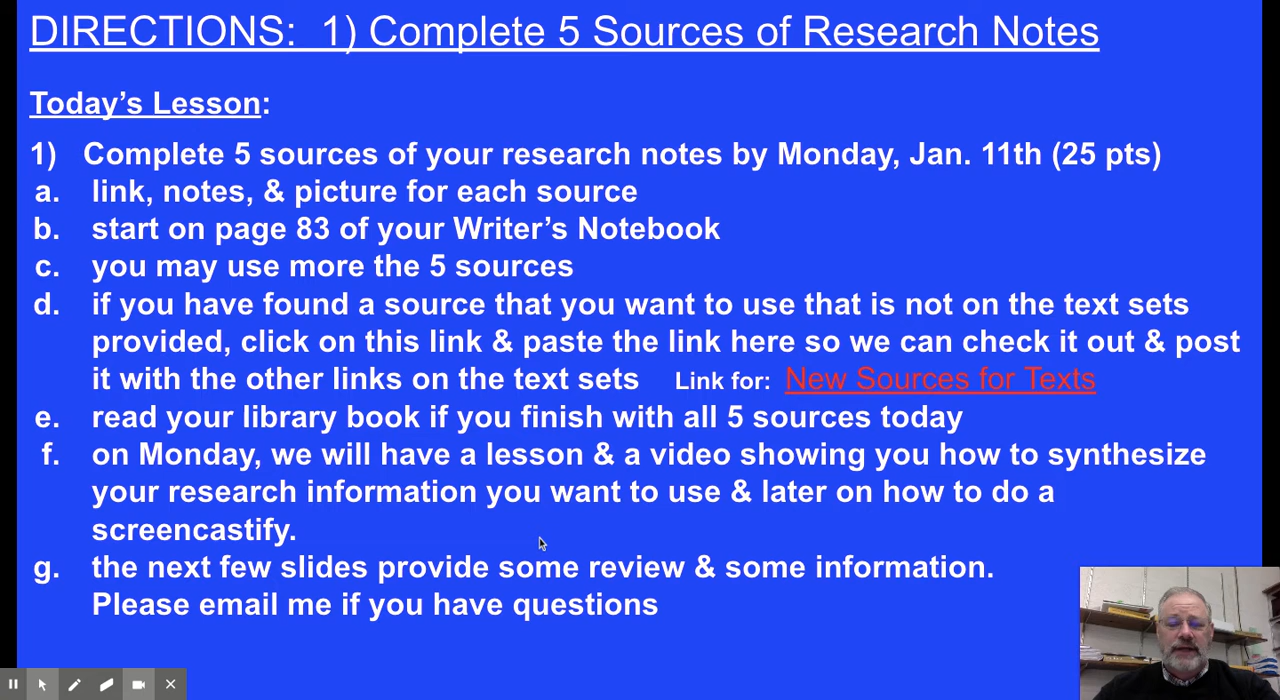 DIRECTIONS:  1) Complete 5 Sources of Research Notes
Today’s Lesson:
1)   Complete 5 sources of your research notes by Monday, Jan. 11th (25 pts)
a.   link, notes, & picture for each source
b.   start on page 83 of your Writer’s Notebook
c.   you may use more the 5 sources
d.   if you have found a source that you want to use that is not on the text sets
provided, click on this link & paste the link here so we can check it out & post
it with the other links on the text sets    Link for:  New Sources for Texts
e.   read your library book if you finish with all 5 sources today
f.   on Monday, we will have a lesson & a video showing you how to synthesize
your research information you want to use & later on how to do a
screencastify.
g.   the next few slides provide some review & some information.
Please email me if you have questions